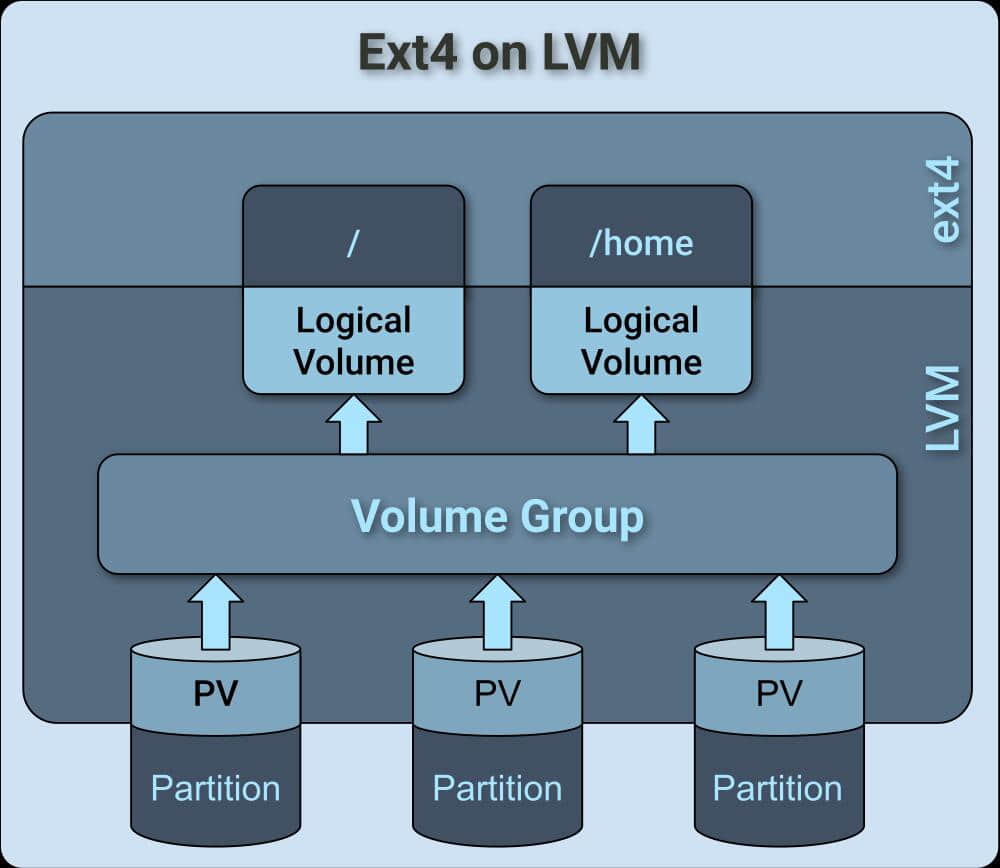 Ext4 on LVM
ext4
/
/home
Logical
Volume
Logical
Volume
LVM
Volume Group
PV
PV
PV
Partition
Partition
Partition